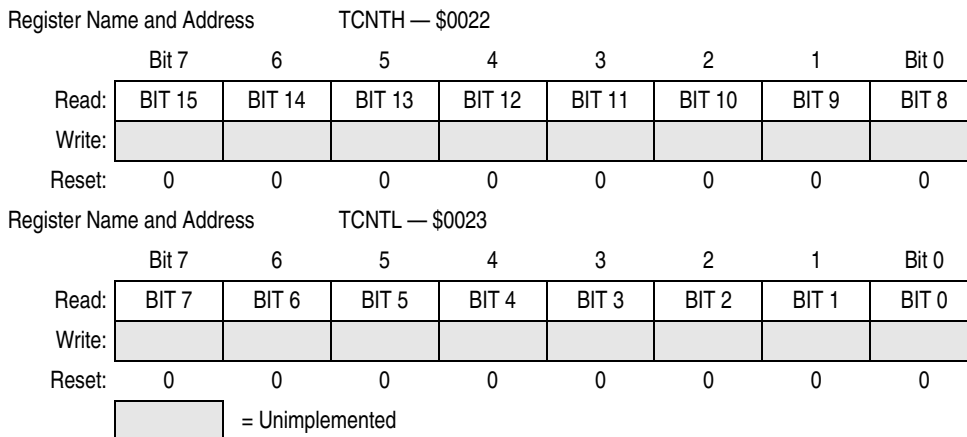 Register Name and Address TCNTH — $0022
Bit 7 6 5 4 3 2 1 Bit 0
Read: BIT 15 BIT 14 BIT 13 BIT 12 BIT 11 BIT 10 BIT 9 BIT 8
Write:
Reset: 0 0 0 0 0 0 0 0
Register Name and Address TCNTL — $0023
Bit 7 6 5 4 3 2 1 Bit 0
Read: BIT 7 BIT 6 BIT 5 BIT 4 BIT 3 BIT 2 BIT 1 BIT 0
Write:
Reset: 0 0 0 0 0 0 0 0
= Unimplemented